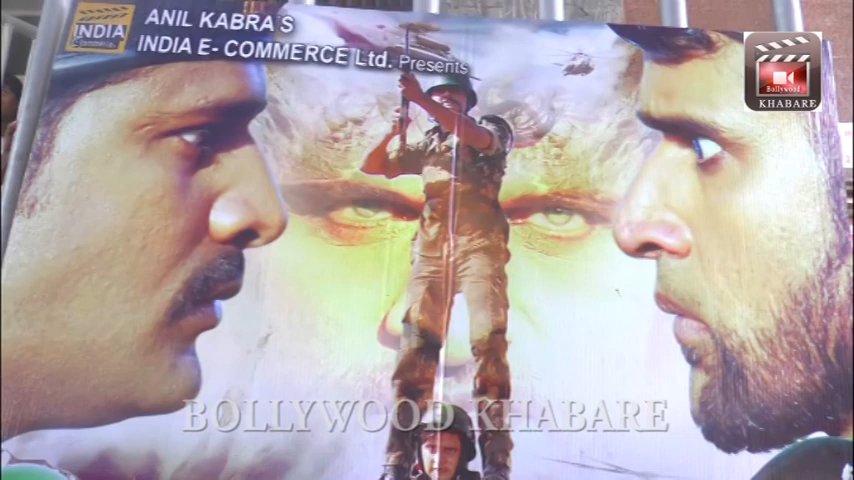 ANIL KABRA'S
INDIA E-COMMERCE Ltd. Presents
INDIA
Bollywood
KHABARE
BOLLYWOOD KHABARE